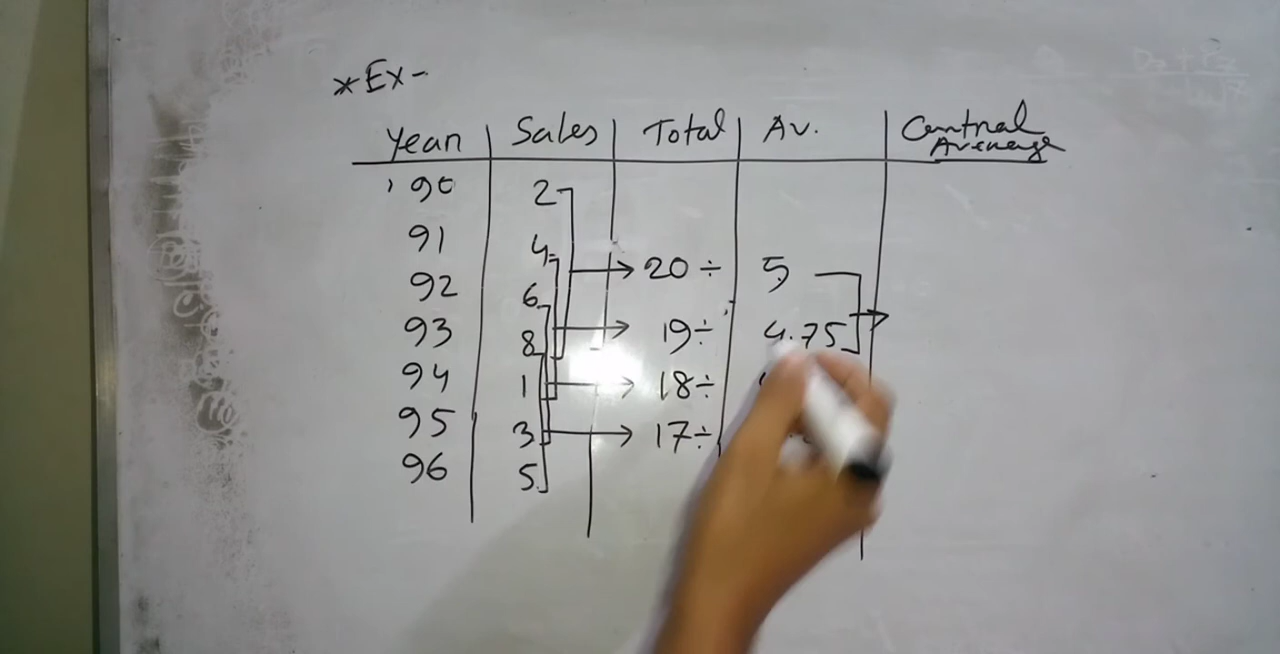 *Ex-
Year | Sales | Total | Av. | Central Average
'90 2
91 4
92 6 20 ÷ 5
93 8 19 ÷ 4.75
94 1 18 ÷
95 3 17 ÷
96 5